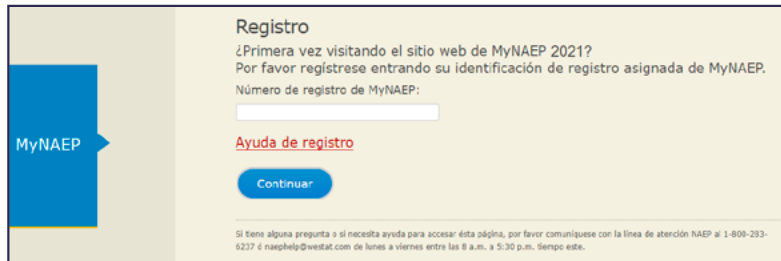 Registro
¿Primera vez visitando el sitio web de MyNAEP 2021?
Por favor regístrese entrando su identificación de registro asignada de MyNAEP.
Número de registro de MyNAEP:
MyNAEP
Ayuda de registro
Continuar
Si tiene alguna pregunta o si necesita ayuda para accesar ésta página, por favor comuníquese con la línea de atención NAEP al 1-800-283-
6237 ó naephelp@westat.com de lunes a viernes entre las 8 a.m. a 5:30 p.m. tiempo este.